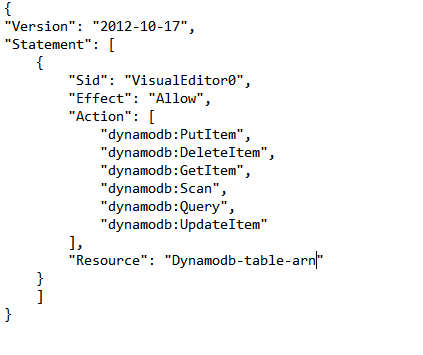 {
"Version": "2012-10-17",
"Statement": [
    {
        "Sid": "VisualEditor0",
        "Effect": "Allow",
        "Action": [
            "dynamodb:PutItem",
            "dynamodb:DeleteItem",
            "dynamodb:GetItem",
            "dynamodb:Scan",
            "dynamodb:Query",
            "dynamodb:UpdateItem"
        ],
        "Resource": "Dynamodb-table-arn"
    }
    ]
}